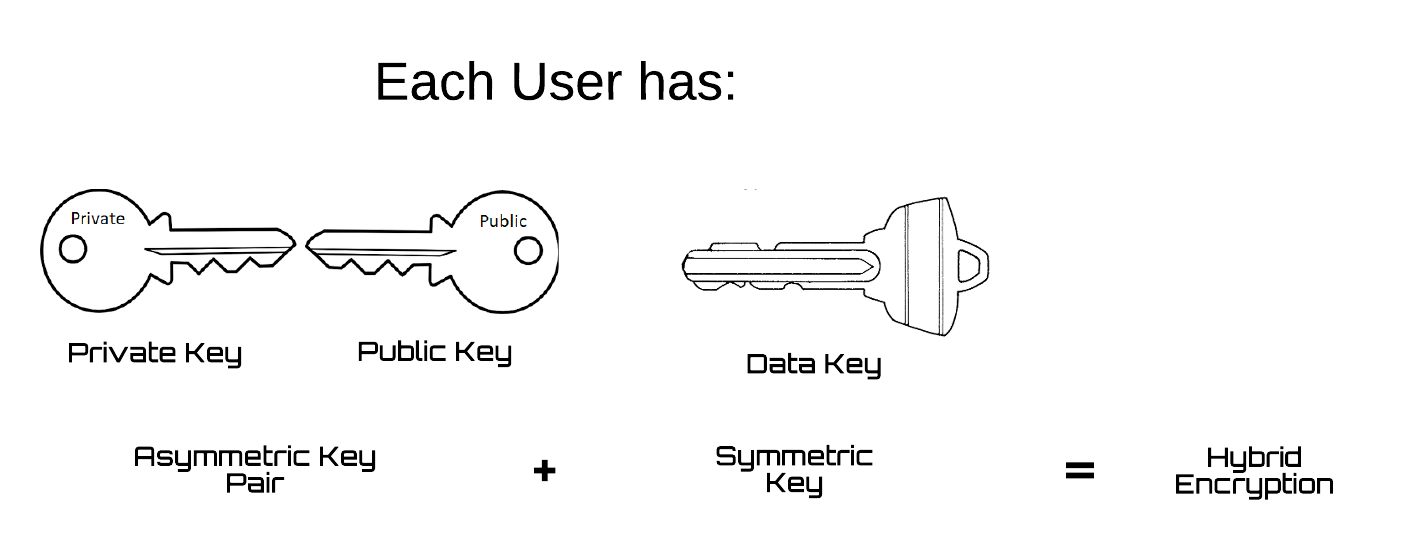 Each User has:
Private
Public
Private Key
Public Key
Data Key
Asymmetric Key
Pair
+
Symmetric
Key
=
Hybrid
Encryption